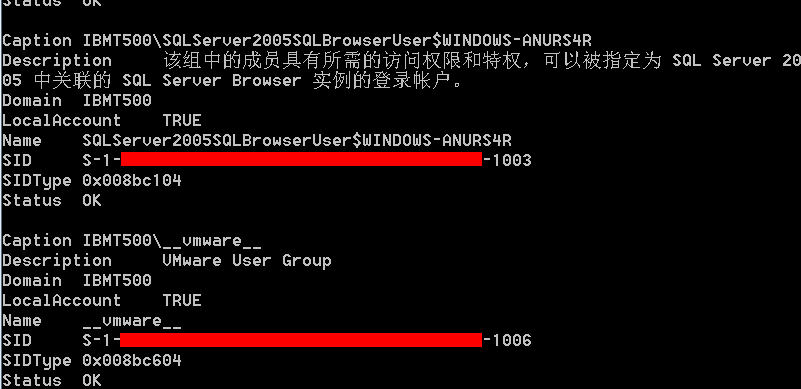 Status  OK
Caption IBMT500\SQLServer2005SQLBrowserUser$WINDOWS-ANURS4R
Description     该组中的成员具有所需的访问权限和特权，可以被指定为 SQL Server 20
05 中关联的 SQL Server Browser 实例的登录帐户。
Domain  IBMT500
LocalAccount    TRUE
Name    SQLServer2005SQLBrowserUser$WINDOWS-ANURS4R
SID     S-1- -1003
SIDType 0x008bc104
Status  OK
Caption IBMT500\__vmware__
Description     VMware User Group
Domain  IBMT500
LocalAccount    TRUE
Name    __vmware__
SID     S-1- -1006
SIDType 0x008bc604
Status  OK